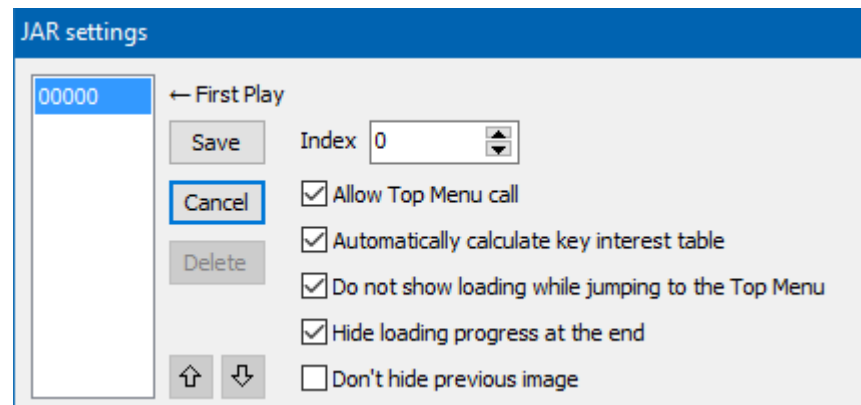 JAR settings
00000
← First Play
Save
Index 0
Cancel
Allow Top Menu call
Automatically calculate key interest table
Delete
Do not show loading while jumping to the Top Menu
Hide loading progress at the end
Don't hide previous image